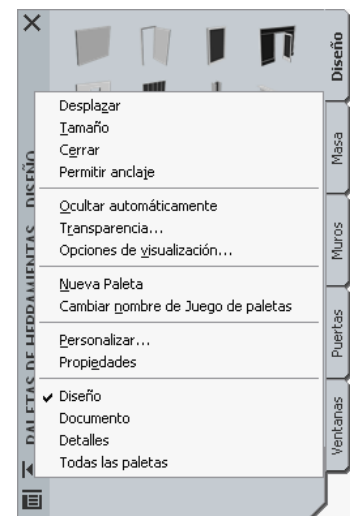 Diseño
Masa
Muros
Puertas
Ventanas
PALETAS DE HERRAMIENTAS - DISEÑO
Desplazar
Tamaño
Cerrar
Permitir anclaje
Ocultar automáticamente
Transparencia...
Opciones de visualización...
Nueva Paleta
Cambiar nombre de Juego de paletas
Personalizar...
Propiedades
Diseño
Documento
Detalles
Todas las paletas